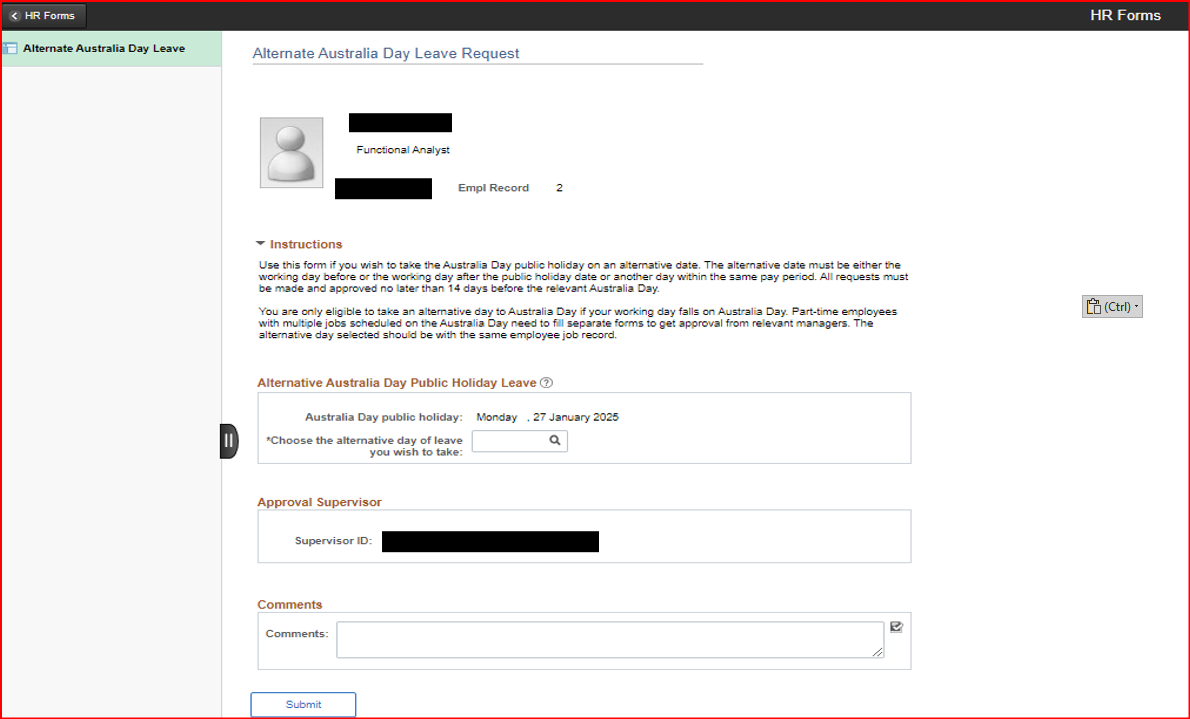 HR Forms
HR Forms
Alternate Australia Day Leave
Alternate Australia Day Leave Request
Functional Analyst
Empl Record 2
Instructions
Use this form if you wish to take the Australia Day public holiday on an alternative date. The alternative date must be either the
working day before or the working day after the public holiday date or another day within the same pay period. All requests must
be made and approved no later than 14 days before the relevant Australia Day.
You are only eligible to take an alternative day to Australia Day if your working day falls on Australia Day. Part-time employees
with multiple jobs scheduled on the Australia Day need to fill separate forms to get approval from relevant managers. The
alternative day selected should be with the same employee job record.
(Ctrl)
Alternative Australia Day Public Holiday Leave ?
Australia Day public holiday: Monday , 27 January 2025
*Choose the alternative day of leave
you wish to take:
Approval Supervisor
Supervisor ID:
Comments
Comments:
Submit